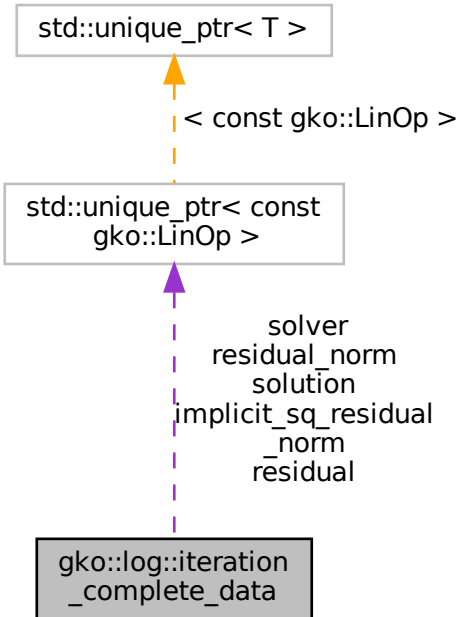 std::unique_ptr< T >
< const gko::LinOp >
std::unique_ptr< const
gko::LinOp >
solver
residual_norm
solution
implicit_sq_residual
_norm
residual
gko::log::iteration
_complete_data